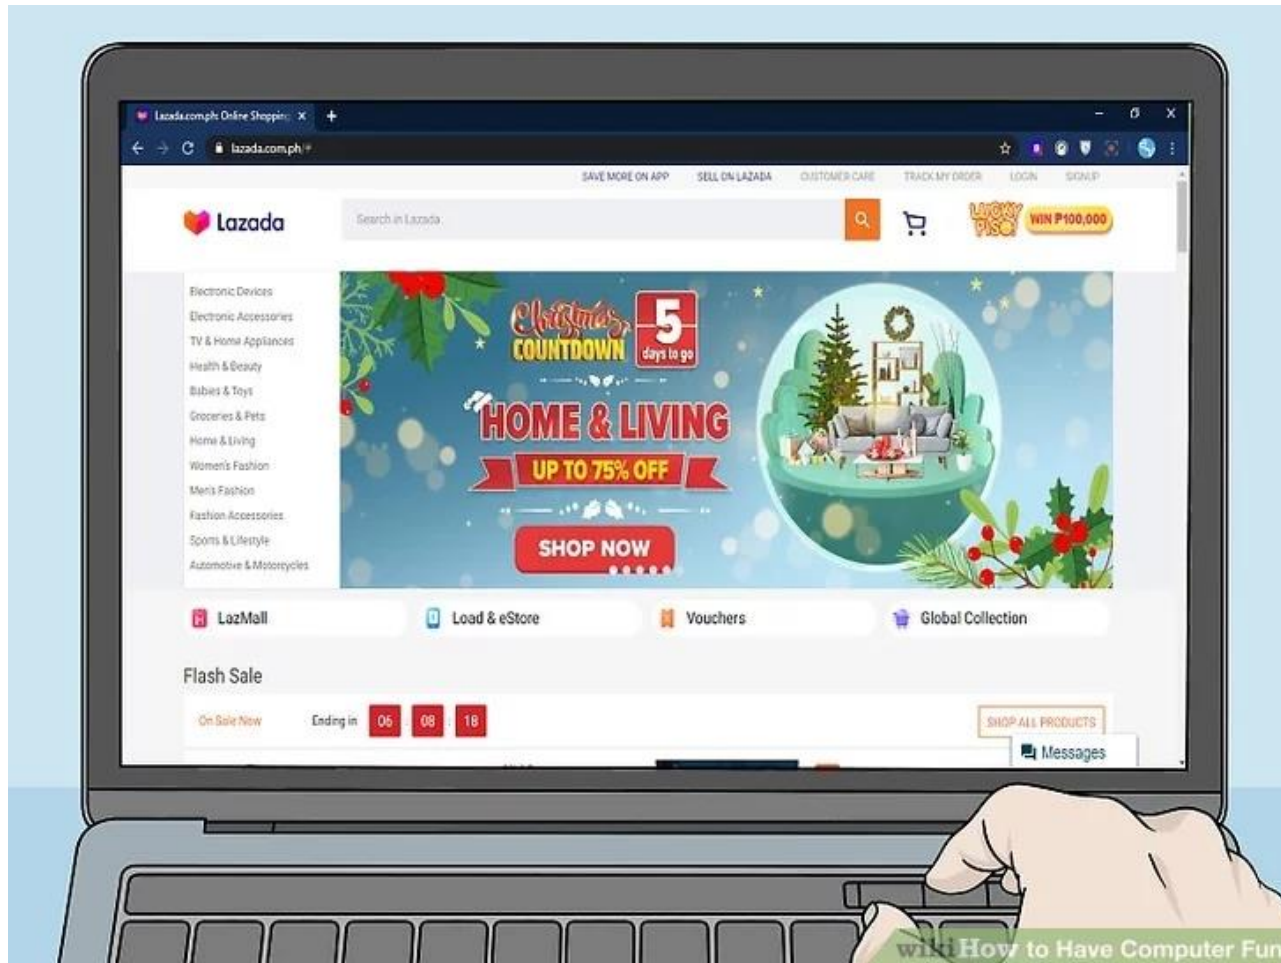 Lazada.com.ph: Online Shopping
lazada.com.ph/#
SAVE MORE ON APP SELL ON LAZADA CUSTOMER CARE TRACK MY ORDER LOGIN SIGNUP
Lazada
Search in Lazada
LUCKY PISO! WIN ₱100,000
Electronic Devices
Electronic Accessories
TV & Home Appliances
Health & Beauty
Babies & Toys
Groceries & Pets
Home & Living
Women's Fashion
Men's Fashion
Fashion Accessories
Sports & Lifestyle
Automotive & Motorcycles
Christmas
COUNTDOWN
5
days to go
HOME & LIVING
UP TO 75% OFF
SHOP NOW
LazMall Load & eStore Vouchers Global Collection
Flash Sale
On Sale Now Ending in 06 : 08 : 18 SHOP ALL PRODUCTS
Messages
wikiHow to Have Computer Fun